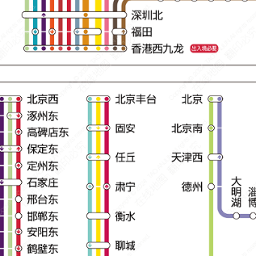 深圳北
福田
香港西九龙 出入境必看
北京西
涿州东
高碑店东
保定东
定州东
石家庄
邢台东
邯郸东
安阳东
鹤壁东
北京丰台
固安
任丘
肃宁
衡水
聊城
北京
北京南
天津西
德州
大明湖
淄博